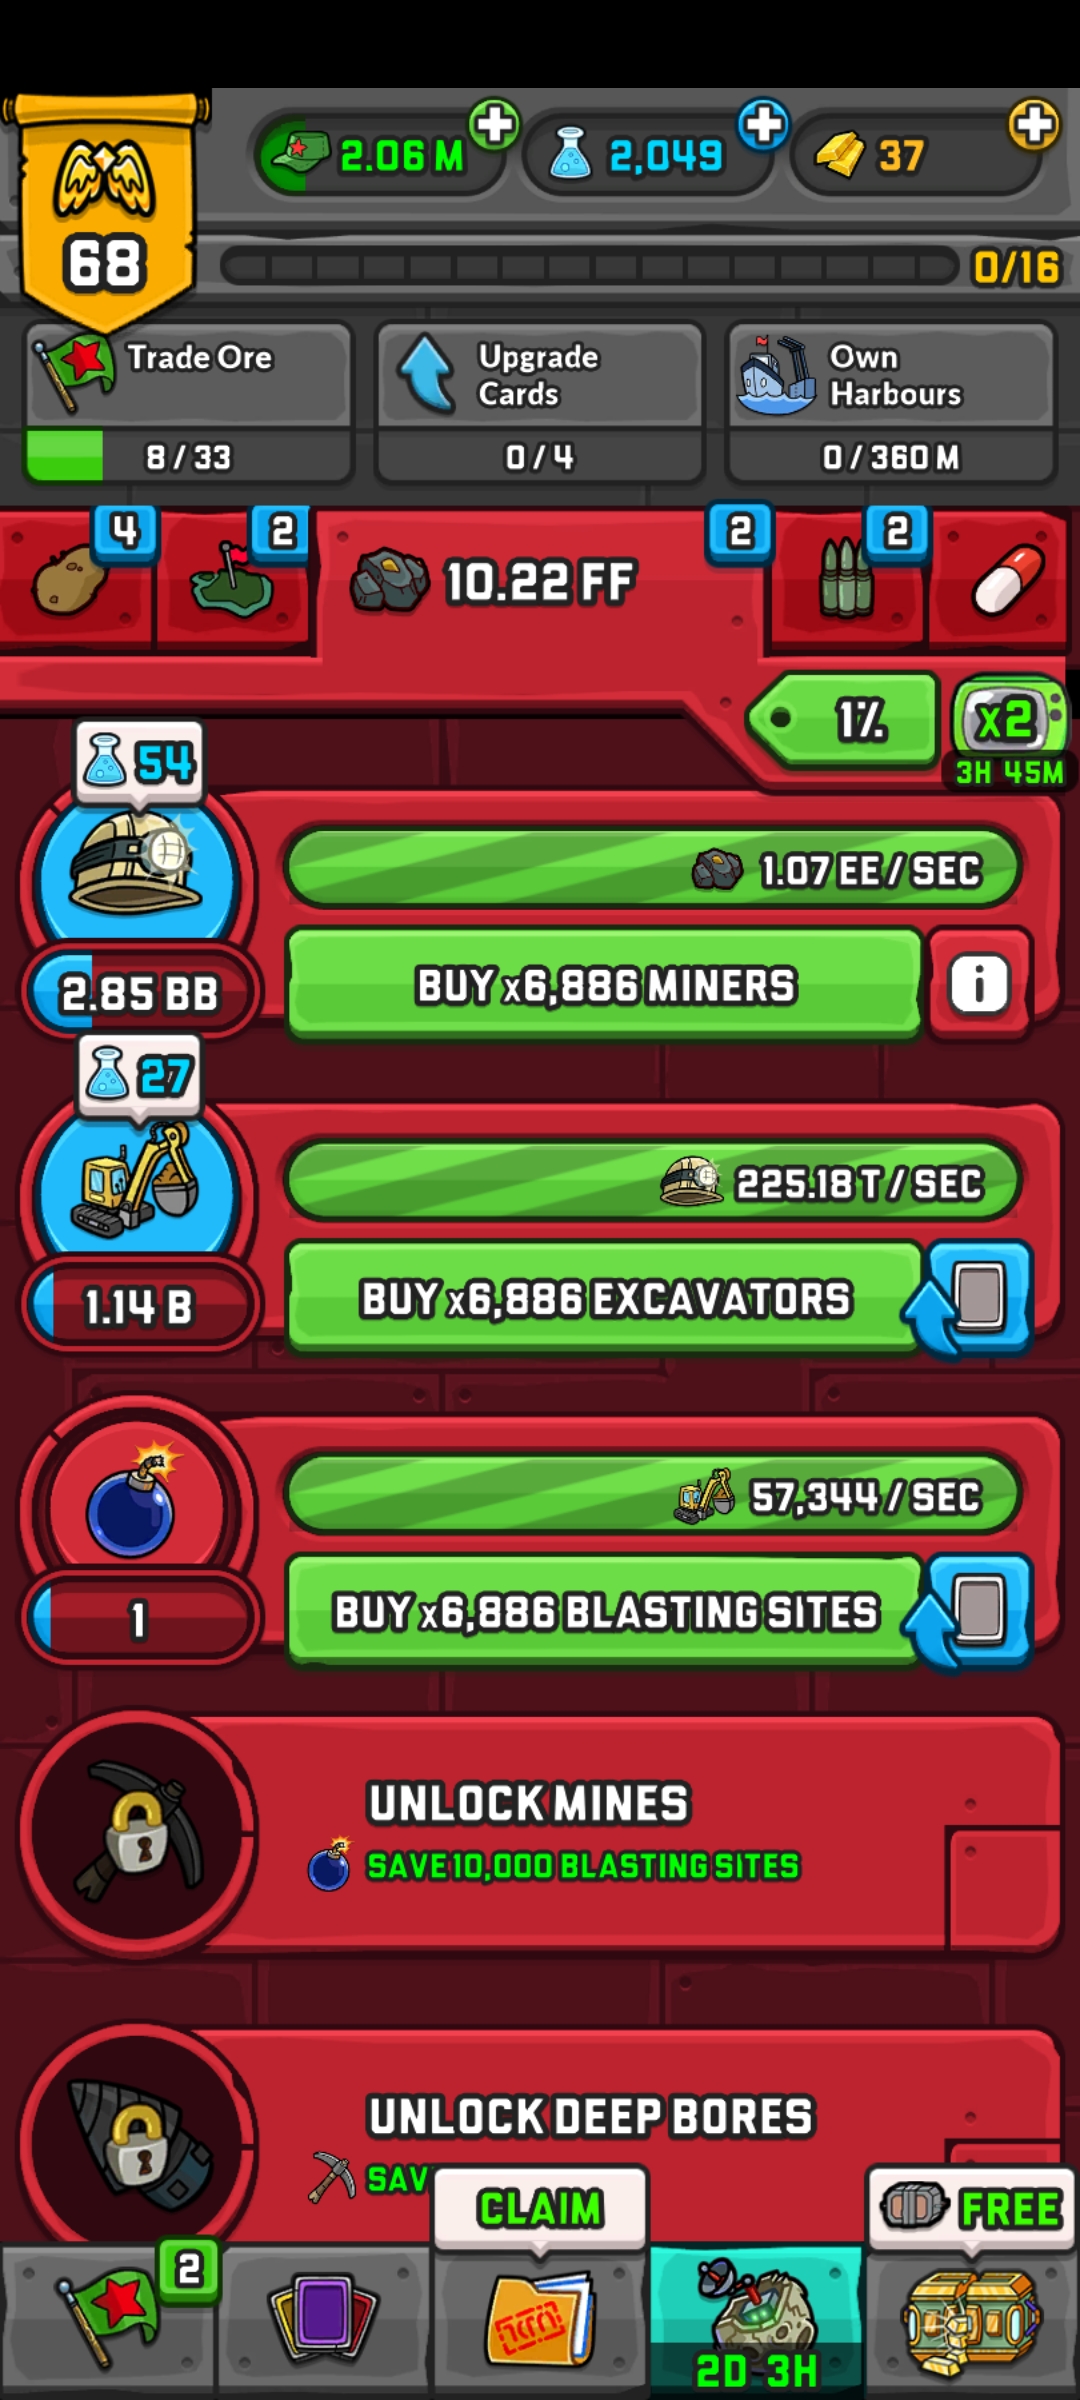 2.06 M
2,049
37
68
0/16
Trade Ore
8 / 33
Upgrade
Cards
0 / 4
Own
Harbours
0 / 360 M
4
2
10.22 FF
2
2
1%
x2
3H 45M
54
1.07 EE / SEC
2.85 BB
BUY x6,886 MINERS
i
27
225.18 T / SEC
1.14 B
BUY x6,886 EXCAVATORS
57,344 / SEC
1
BUY x6,886 BLASTING SITES
UNLOCK MINES
SAVE 10,000 BLASTING SITES
UNLOCK DEEP BORES
CLAIM
FREE
2
2D 3H